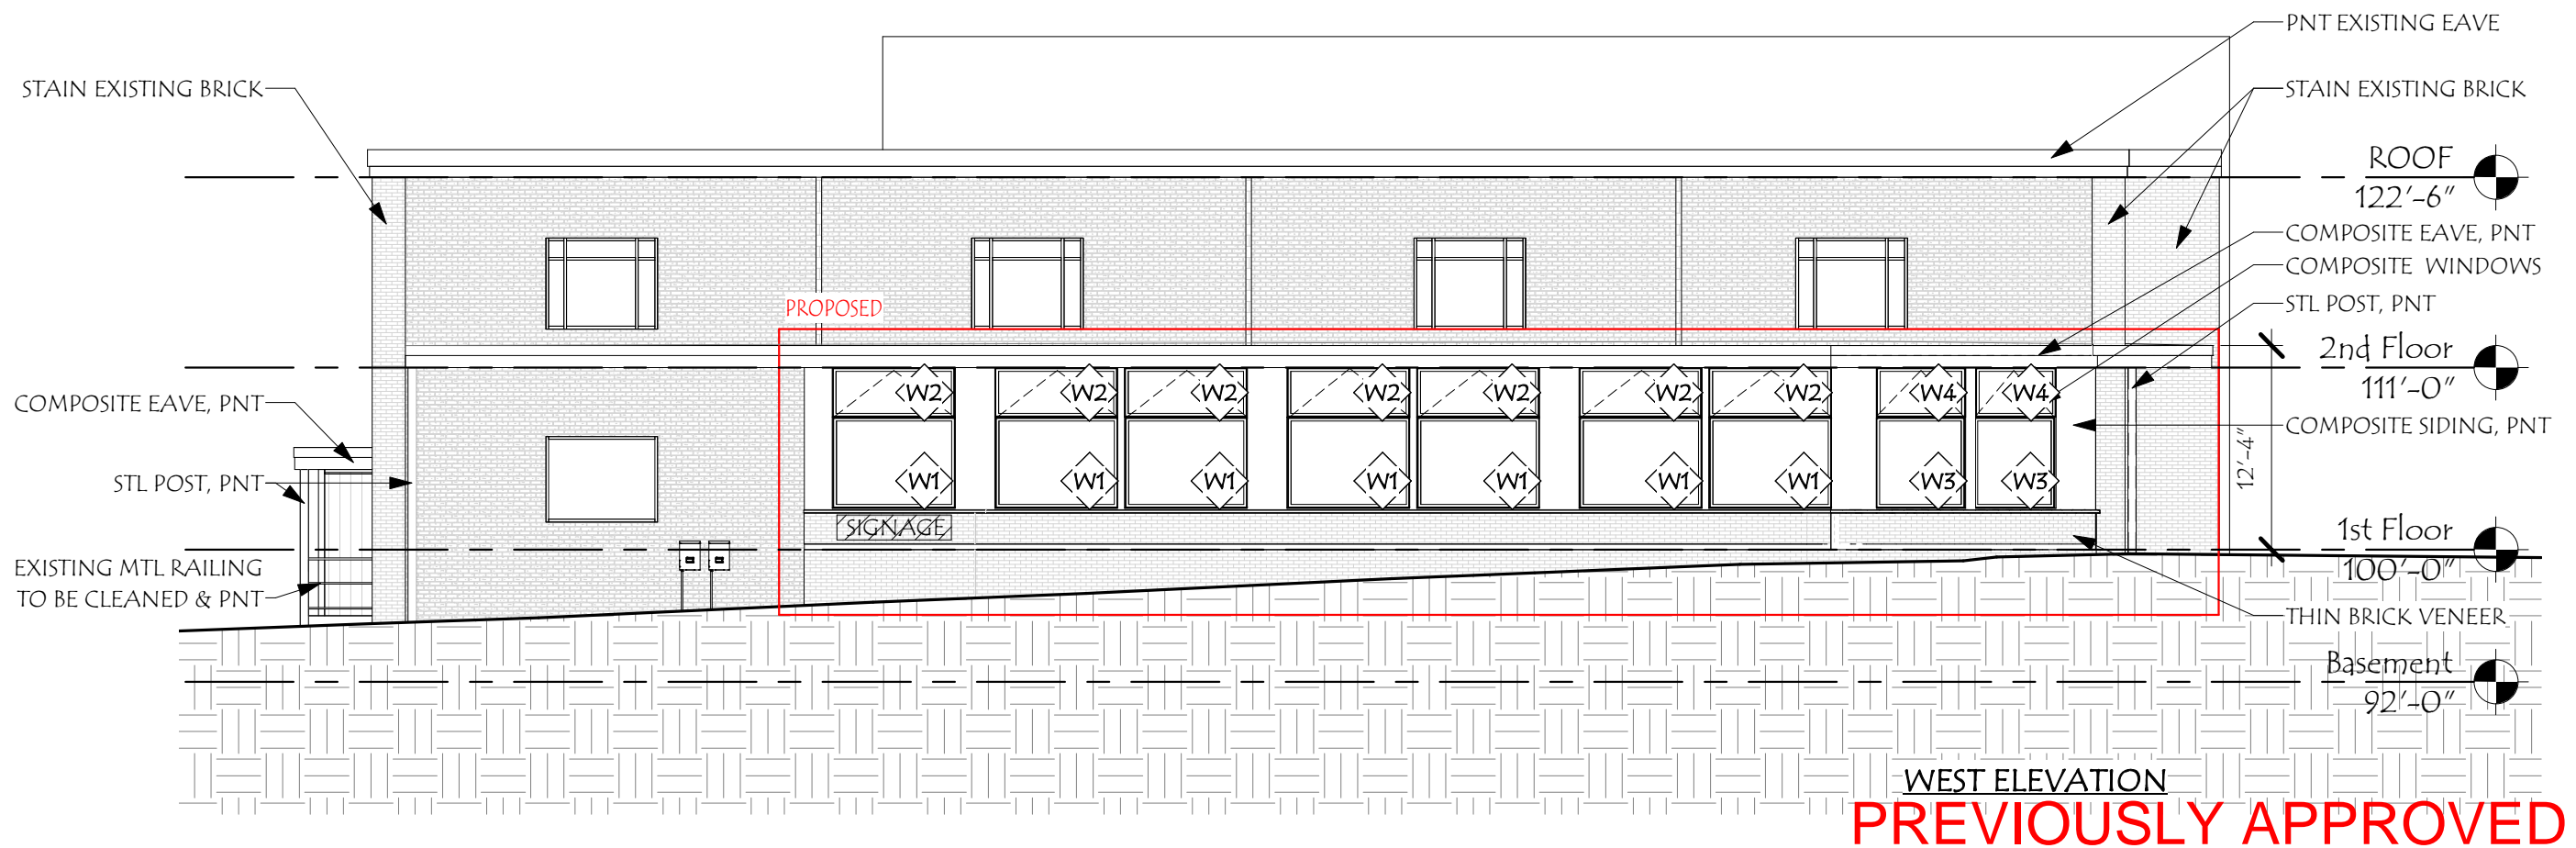 PNT EXISTING EAVE
STAIN EXISTING BRICK
STAIN EXISTING BRICK
ROOF
122'-6"
COMPOSITE EAVE, PNT
COMPOSITE WINDOWS
STL POST, PNT
PROPOSED
2nd Floor
111'-0"
W2 W2 W2 W2 W2 W2 W2 W4 W4
COMPOSITE EAVE, PNT
COMPOSITE SIDING, PNT
12'-4"
STL POST, PNT
W1 W1 W1 W1 W1 W1 W1 W3 W3
SIGNAGE
1st Floor
100'-0"
EXISTING MTL RAILING
TO BE CLEANED & PNT
THIN BRICK VENEER
Basement
92'-0"
WEST ELEVATION
PREVIOUSLY APPROVED